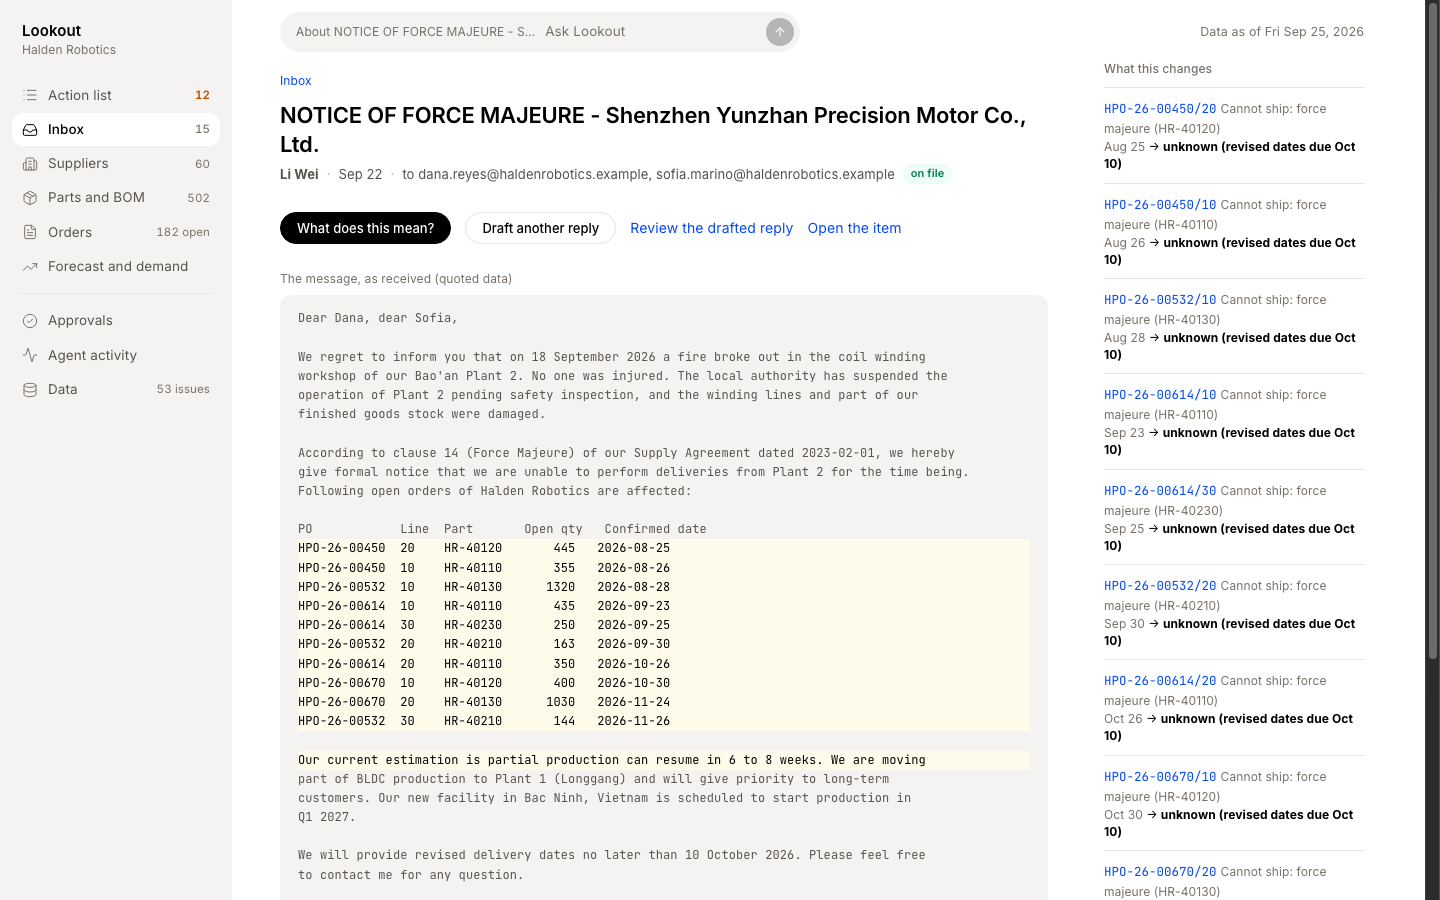 Lookout
Halden Robotics
Action list 12
Inbox 15
Suppliers 60
Parts and BOM 502
Orders 182 open
Forecast and demand
Approvals
Agent activity
Data 53 issues
About NOTICE OF FORCE MAJEURE - S... Ask Lookout
Data as of Fri Sep 25, 2026
Inbox
NOTICE OF FORCE MAJEURE - Shenzhen Yunzhan Precision Motor Co.,
Ltd.
Li Wei · Sep 22 · to dana.reyes@haldenrobotics.example, sofia.marino@haldenrobotics.example on file
What does this mean? Draft another reply Review the drafted reply Open the item
The message, as received (quoted data)
Dear Dana, dear Sofia,
We regret to inform you that on 18 September 2026 a fire broke out in the coil winding
workshop of our Bao'an Plant 2. No one was injured. The local authority has suspended the
operation of Plant 2 pending safety inspection, and the winding lines and part of our
finished goods stock were damaged.
According to clause 14 (Force Majeure) of our Supply Agreement dated 2023-02-01, we hereby
give formal notice that we are unable to perform deliveries from Plant 2 for the time being.
Following open orders of Halden Robotics are affected:
PO Line Part Open qty Confirmed date
HPO-26-00450 20 HR-40120 445 2026-08-25
HPO-26-00450 10 HR-40110 355 2026-08-26
HPO-26-00532 10 HR-40130 1320 2026-08-28
HPO-26-00614 10 HR-40110 435 2026-09-23
HPO-26-00614 30 HR-40230 250 2026-09-25
HPO-26-00532 20 HR-40210 163 2026-09-30
HPO-26-00614 20 HR-40110 350 2026-10-26
HPO-26-00670 10 HR-40120 400 2026-10-30
HPO-26-00670 20 HR-40130 1030 2026-11-24
HPO-26-00532 30 HR-40210 144 2026-11-26
Our current estimation is partial production can resume in 6 to 8 weeks. We are moving
part of BLDC production to Plant 1 (Longgang) and will give priority to long-term
customers. Our new facility in Bac Ninh, Vietnam is scheduled to start production in
Q1 2027.
We will provide revised delivery dates no later than 10 October 2026. Please feel free
to contact me for any question.
What this changes
HPO-26-00450/20 Cannot ship: force
majeure (HR-40120)
Aug 25 → unknown (revised dates due Oct
10)
HPO-26-00450/10 Cannot ship: force
majeure (HR-40110)
Aug 26 → unknown (revised dates due Oct
10)
HPO-26-00532/10 Cannot ship: force
majeure (HR-40130)
Aug 28 → unknown (revised dates due Oct
10)
HPO-26-00614/10 Cannot ship: force
majeure (HR-40110)
Sep 23 → unknown (revised dates due Oct
10)
HPO-26-00614/30 Cannot ship: force
majeure (HR-40230)
Sep 25 → unknown (revised dates due Oct
10)
HPO-26-00532/20 Cannot ship: force
majeure (HR-40210)
Sep 30 → unknown (revised dates due Oct
10)
HPO-26-00614/20 Cannot ship: force
majeure (HR-40110)
Oct 26 → unknown (revised dates due Oct
10)
HPO-26-00670/10 Cannot ship: force
majeure (HR-40120)
Oct 30 → unknown (revised dates due Oct
10)
HPO-26-00670/20 Cannot ship: force
majeure (HR-40130)